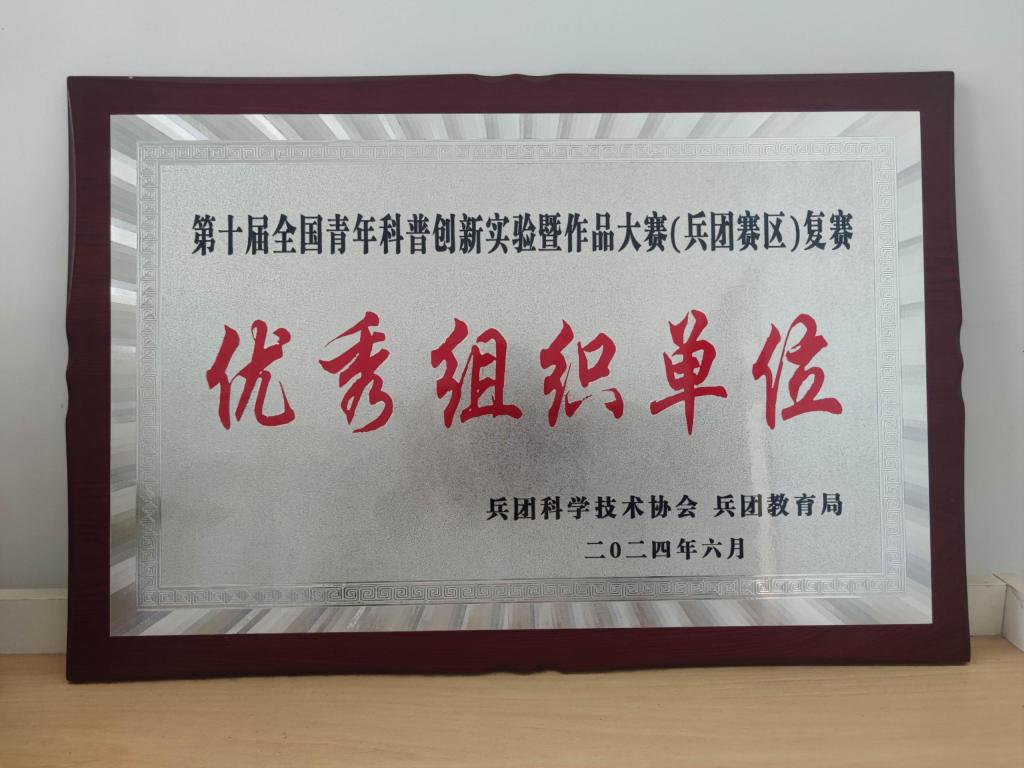 第十届全国青年科普创新实验暨作品大赛(兵团赛区)复赛
优秀组织单位
兵团科学技术协会 兵团教育局
二0二四年六月